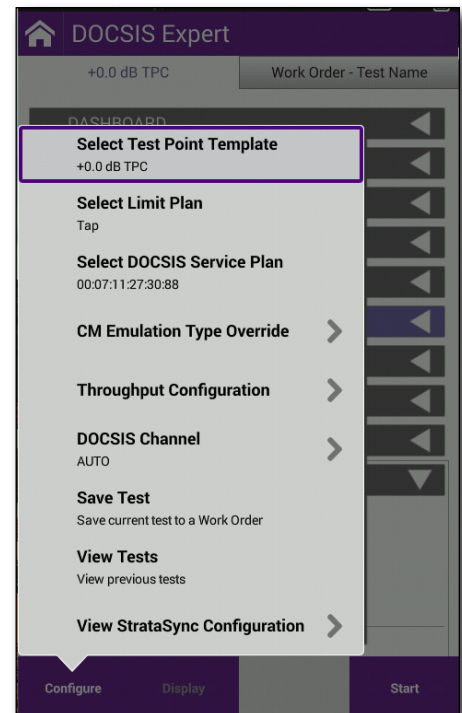 DOCSIS Expert
+0.0 dB TPC
Work Order - Test Name
DASHBOARD
Select Test Point Template
+0.0 dB TPC
Select Limit Plan
Tap
Select DOCSIS Service Plan
00:07:11:27:30:88
CM Emulation Type Override
Throughput Configuration
DOCSIS Channel
AUTO
Save Test
Save current test to a Work Order
View Tests
View previous tests
View StrataSync Configuration
Configure
Display
Start